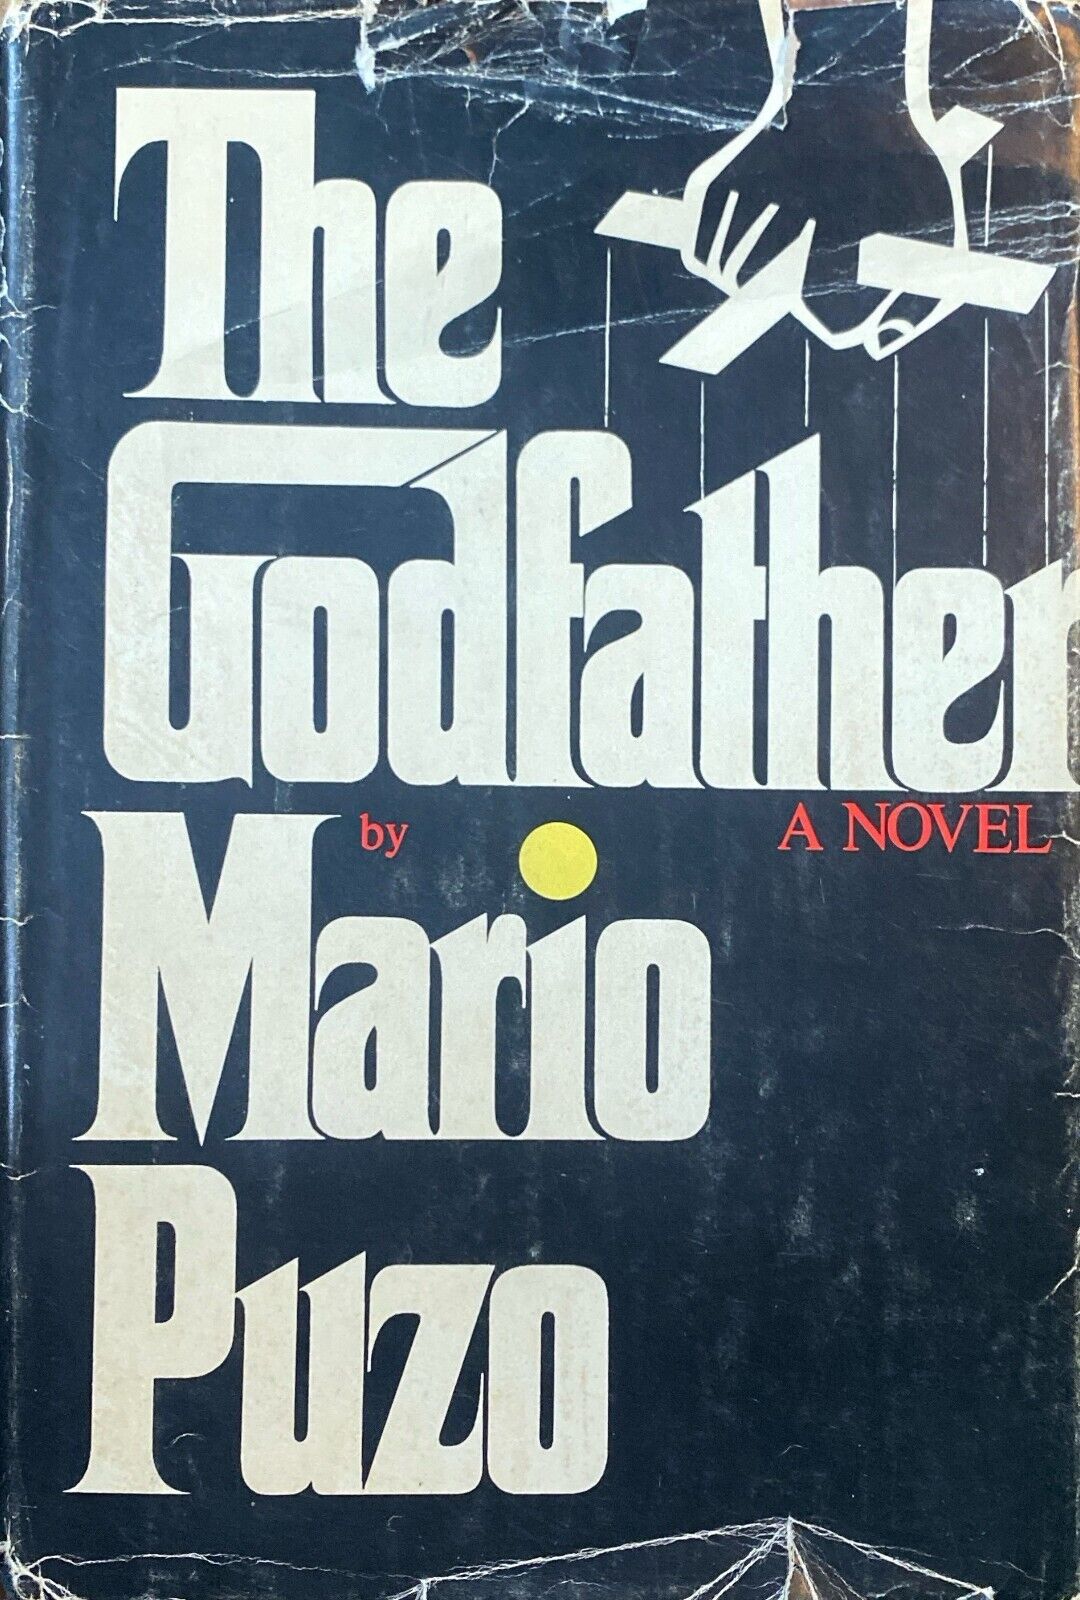 The
Godfather
by
A NOVEL
Mario
Puzo